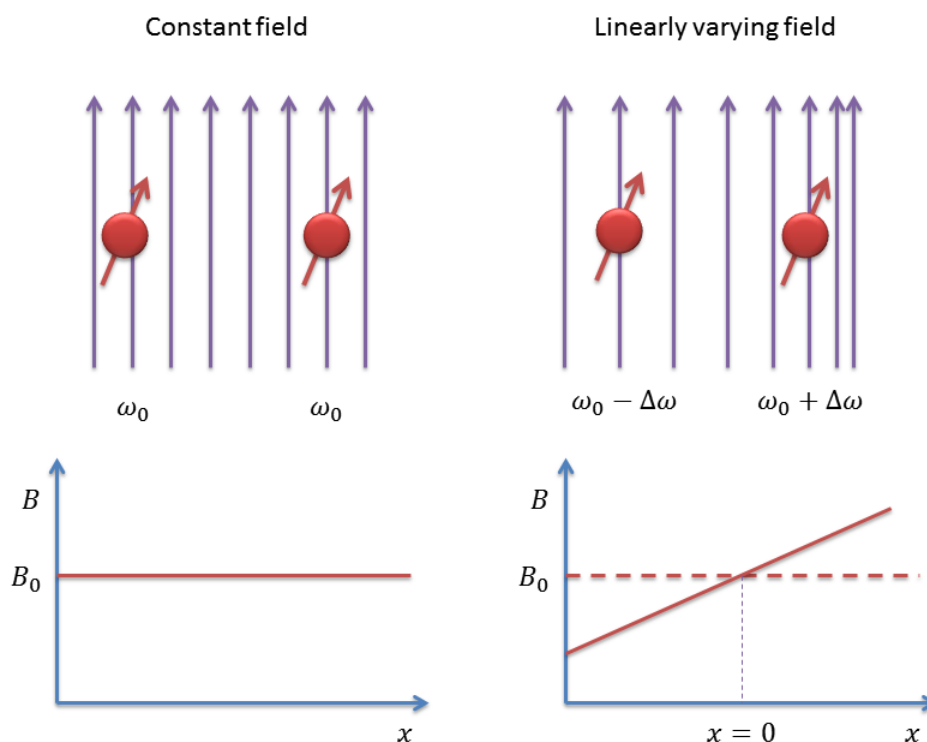 Constant field
Linearly varying field
ω₀
ω₀
ω₀ − Δω
ω₀ + Δω
B
B₀
x
B
B₀
x = 0
x